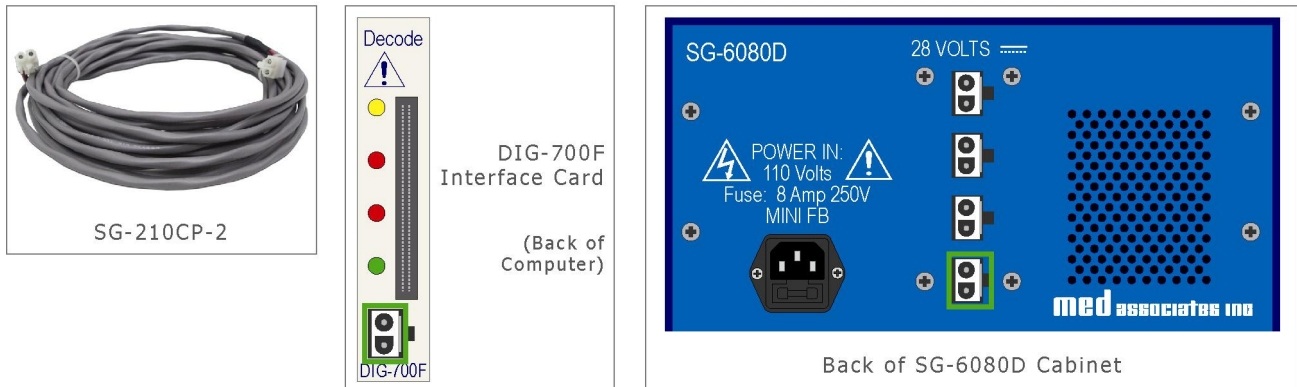 SG-210CP-2
Decode
DIG-700F
DIG-700F
Interface Card
(Back of
Computer)
SG-6080D
28 VOLTS
POWER IN:
110 Volts
Fuse: 8 Amp 250V
MINI FB
med associates inc
Back of SG-6080D Cabinet